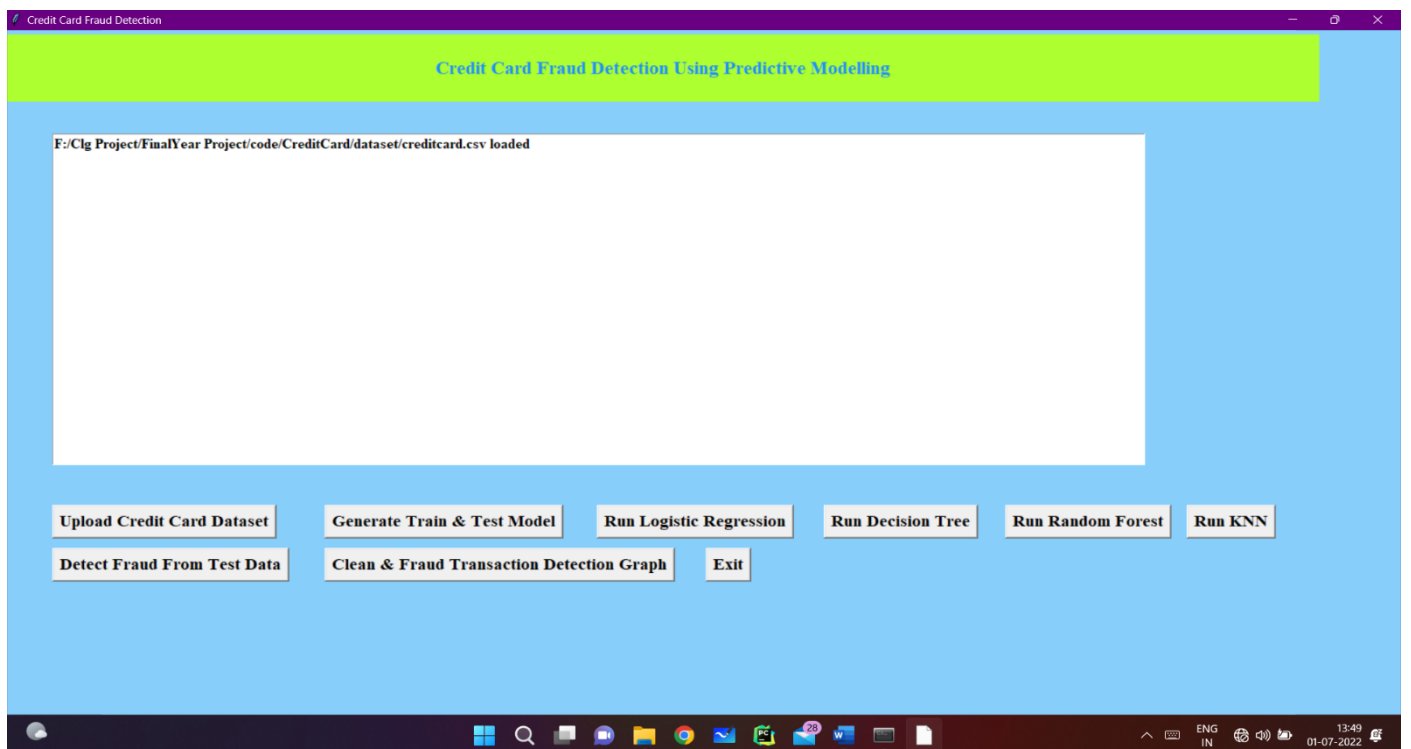 Credit Card Fraud Detection
Credit Card Fraud Detection Using Predictive Modelling
F:/Clg Project/FinalYear Project/code/CreditCard/dataset/creditcard.csv loaded
Upload Credit Card Dataset Generate Train & Test Model Run Logistic Regression Run Decision Tree Run Random Forest Run KNN
Detect Fraud From Test Data Clean & Fraud Transaction Detection Graph Exit
28
PC
W
ENG 13:49
IN 01-07-2022